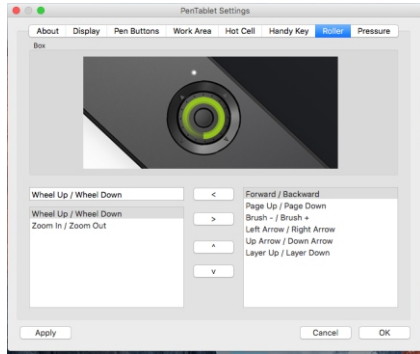 PenTablet Settings
About Display Pen Buttons Work Area Hot Cell Handy Key Roller Pressure
Box
Wheel Up / Wheel Down
<
Forward / Backward
Page Up / Page Down
Wheel Up / Wheel Down
>
Brush - / Brush +
Zoom In / Zoom Out
Left Arrow / Right Arrow
^
Up Arrow / Down Arrow
Layer Up / Layer Down
v
Apply
Cancel
OK